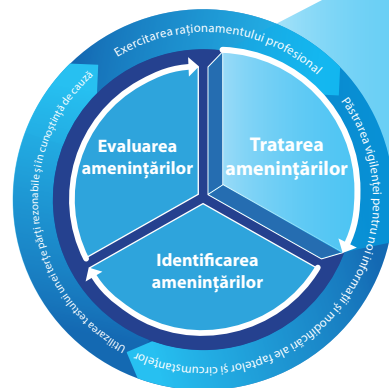 Exercitarea raționamentului profesional
Păstrarea vigilenței pentru noi informații și modificări ale faptelor și circumstanțelor
Utilizarea testului unei terțe părți rezonabile și în cunoștință de cauză
Evaluarea
amenințărilor
Tratarea
amenințărilor
Identificarea
amenințărilor